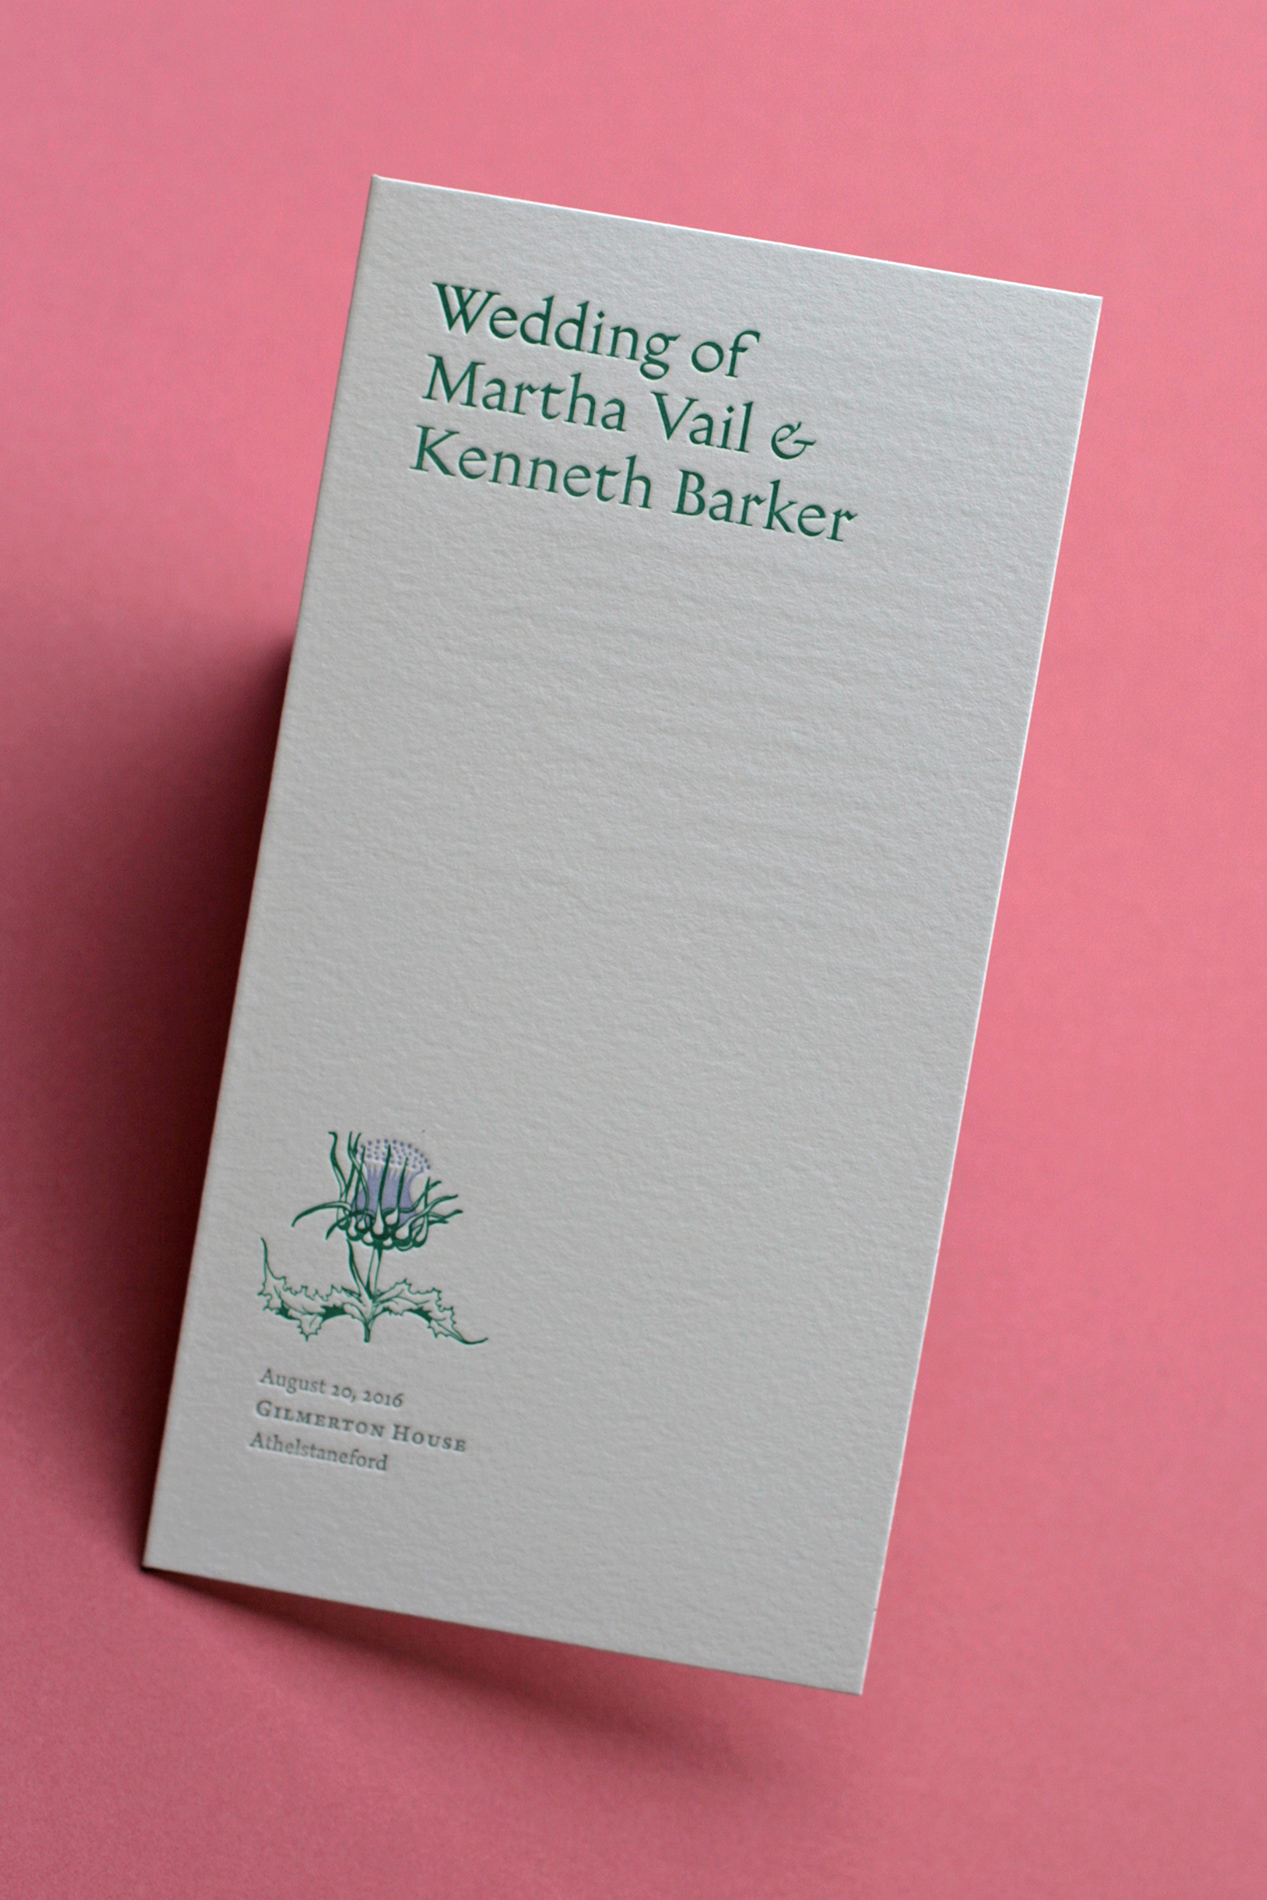 Wedding of
Martha Vail &
Kenneth Barker
August 20, 2016
GILMERTON HOUSE
Athelstaneford